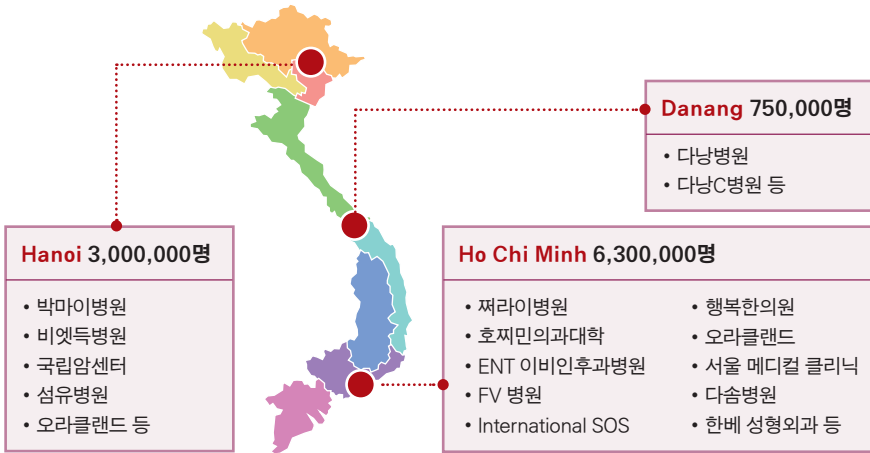 Danang 750,000명
• 다낭병원
• 다낭C병원 등
Hanoi 3,000,000명
• 박마이병원
• 비엣득병원
• 국립암센터
• 섬유병원
• 오라클랜드 등
Ho Chi Minh 6,300,000명
• 쩌라이병원
• 호찌민의과대학
• ENT 이비인후과병원
• FV 병원
• International SOS
• 행복한의원
• 오라클랜드
• 서울 메디컬 클리닉
• 다솜병원
• 한베 성형외과 등